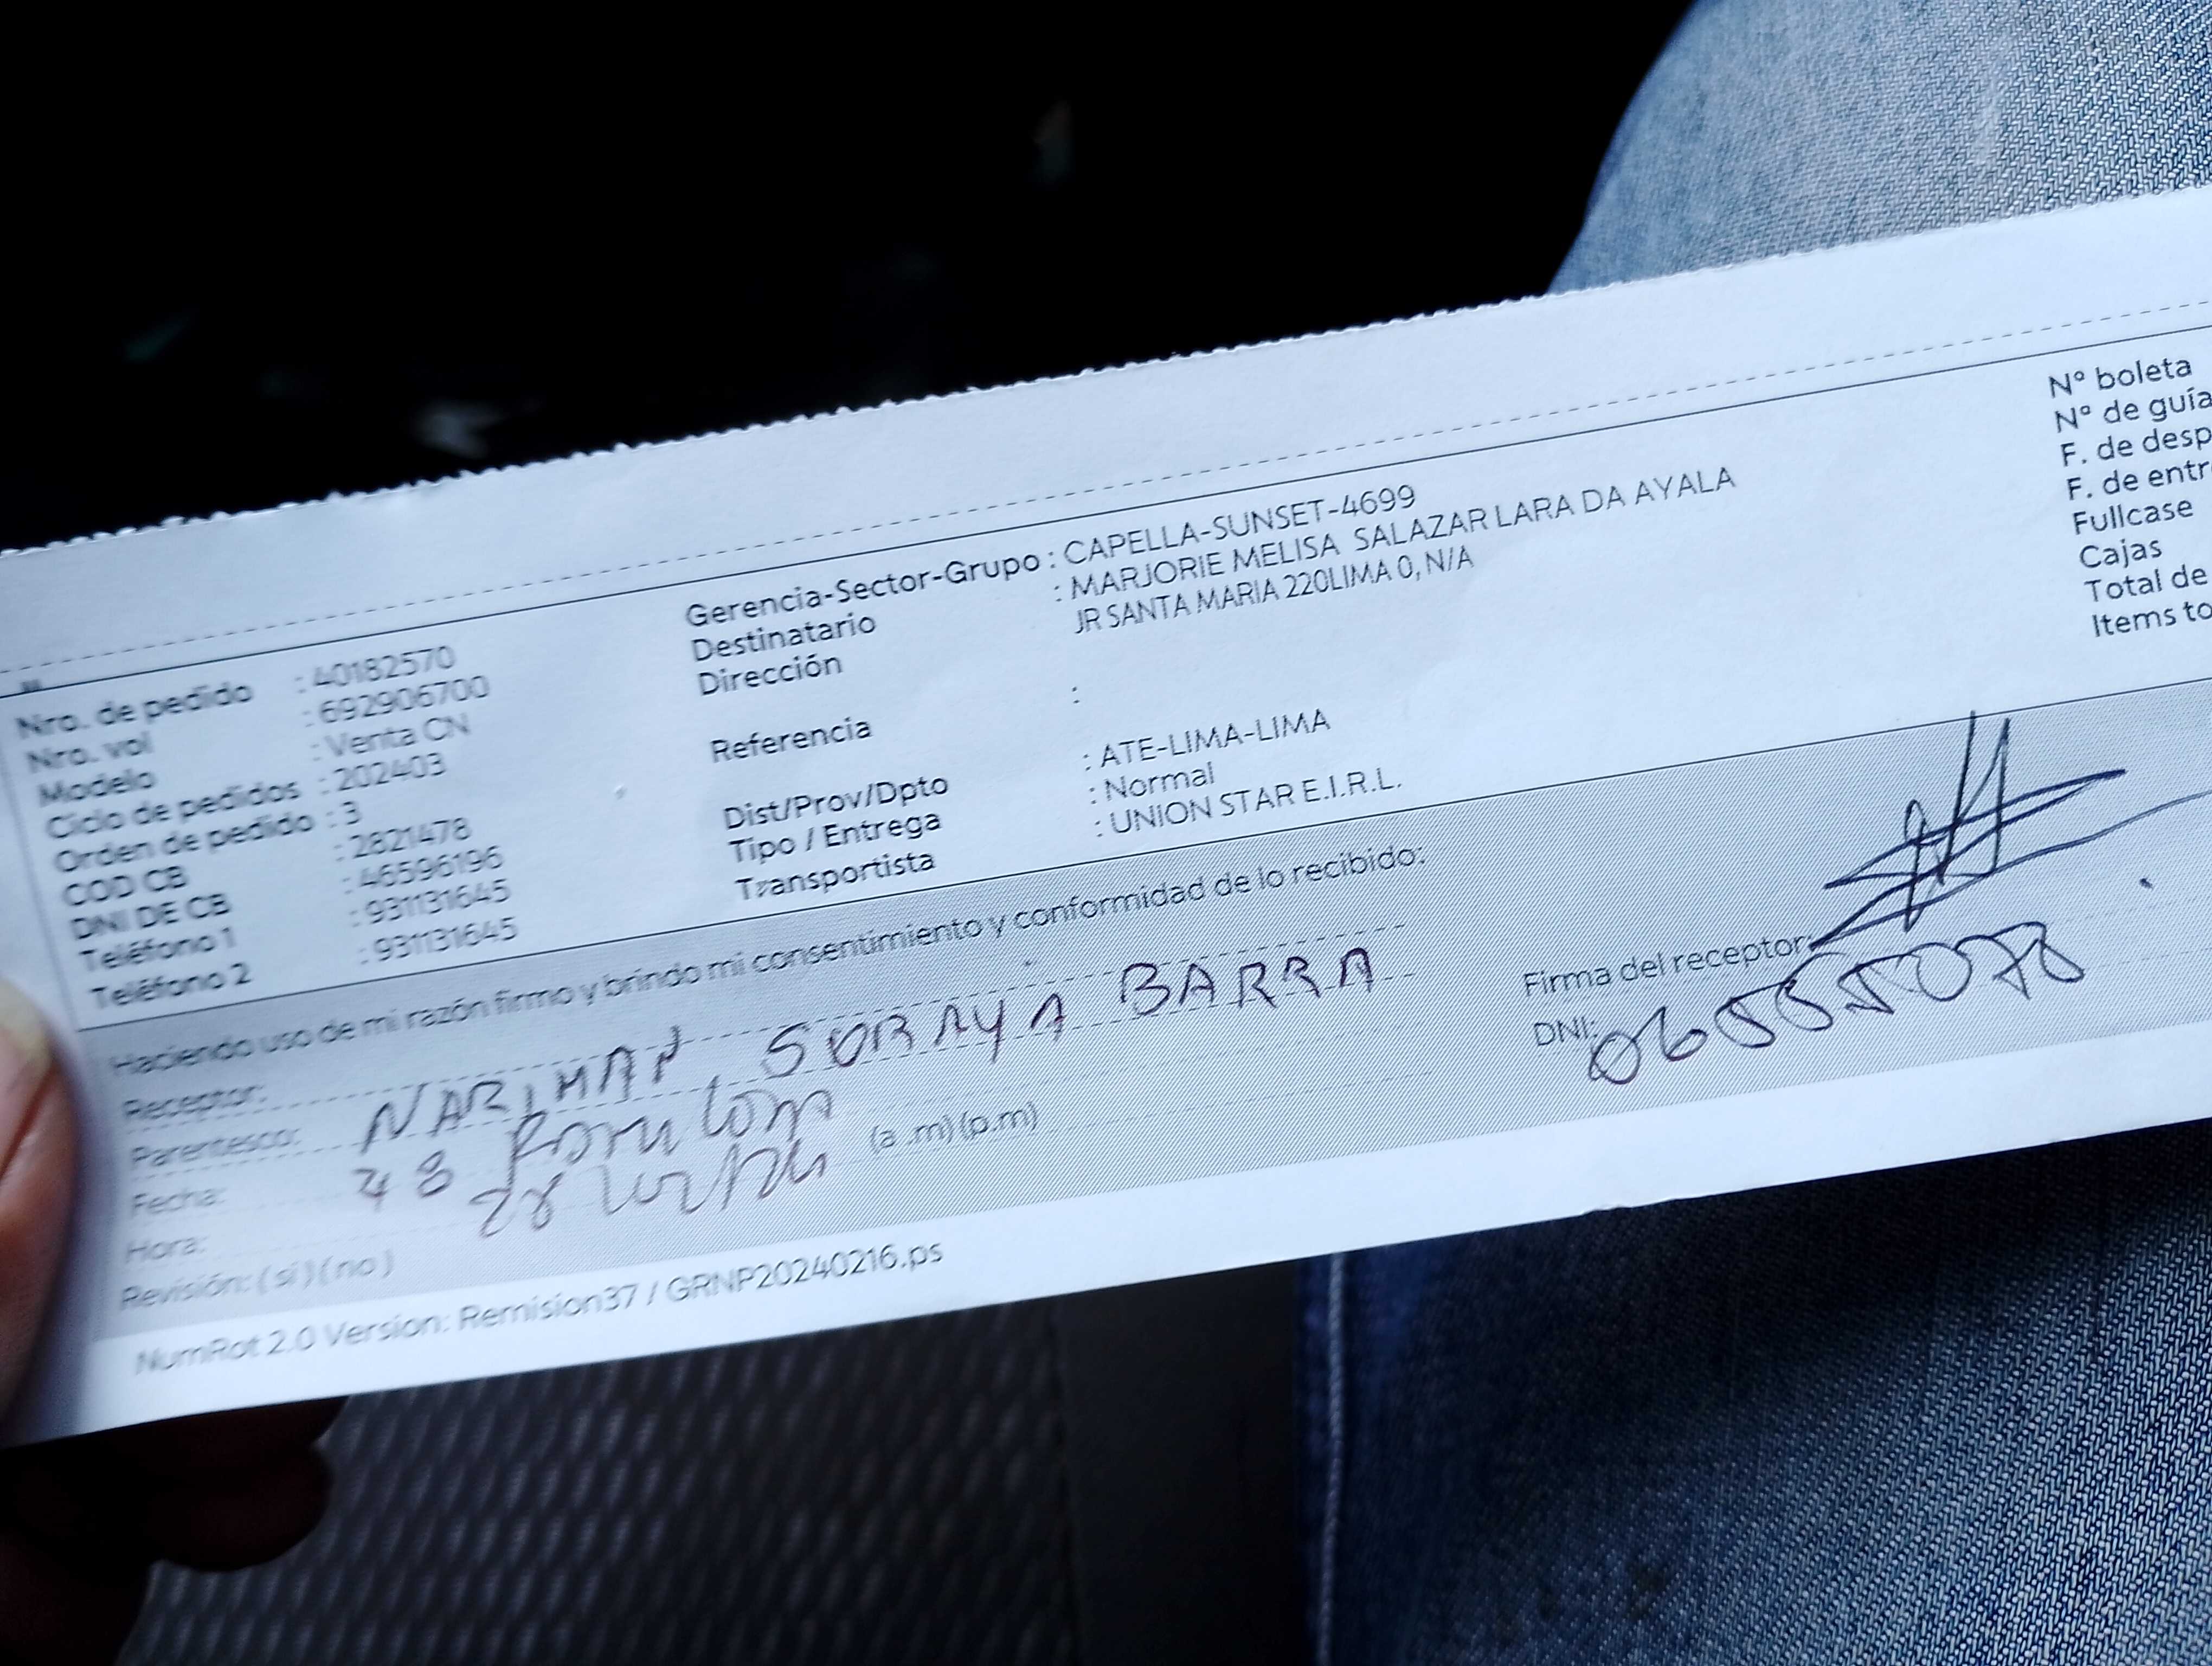 Nro. de pedido : 40182570
Nro. vol : 692906700
Modelo : Venta CN
Ciclo de pedidos : 202403
Orden de pedido : 3
COD CB : 2821478
DNI DE CB : 46596196
Teléfono 1 : 931131645
Teléfono 2 : 931131645
Gerencia-Sector-Grupo : CAPELLA-SUNSET-4699
Destinatario : MARJORIE MELISA SALAZAR LARA DA AYALA
Dirección JR SANTA MARIA 220LIMA 0, N/A
Referencia :
Dist/Prov/Dpto : ATE-LIMA-LIMA
Tipo / Entrega : Normal
Transportista : UNION STAR E.I.R.L.
N° boleta
N° de guía
F. de desp
F. de entr
Fullcase
Cajas
Total de
Items to
Haciendo uso de mi razón firmo y brindo mi consentimiento y conformidad de lo recibido:
Receptor: NARIMAN SORAYA BARRA
Parentesco:
Fecha:
Hora: (a .m) (p.m)
Revisión: ( si ) ( no )
Firma del receptor:
DNI:
NumRot 2.0 Version: Remision37 / GRNP20240216.ps